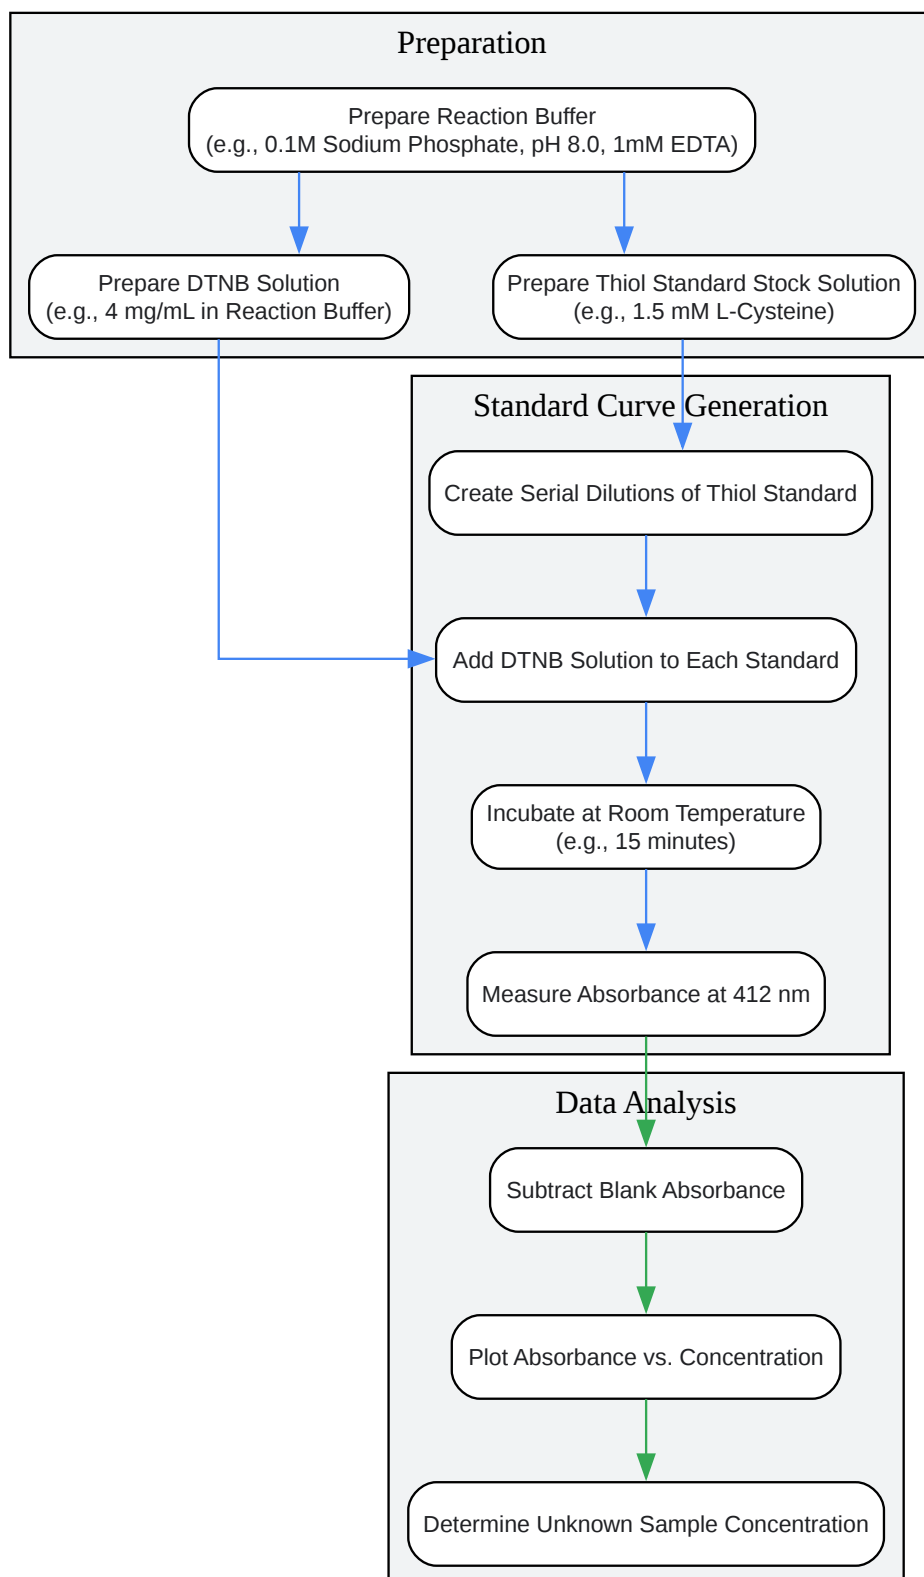 Preparation
Prepare Reaction Buffer
(e.g., 0.1M Sodium Phosphate, pH 8.0, 1mM EDTA)
Prepare DTNB Solution
(e.g., 4 mg/mL in Reaction Buffer)
Prepare Thiol Standard Stock Solution
(e.g., 1.5 mM L-Cysteine)
Standard Curve Generation
Create Serial Dilutions of Thiol Standard
Add DTNB Solution to Each Standard
Incubate at Room Temperature
(e.g., 15 minutes)
Measure Absorbance at 412 nm
Data Analysis
Subtract Blank Absorbance
Plot Absorbance vs. Concentration
Determine Unknown Sample Concentration